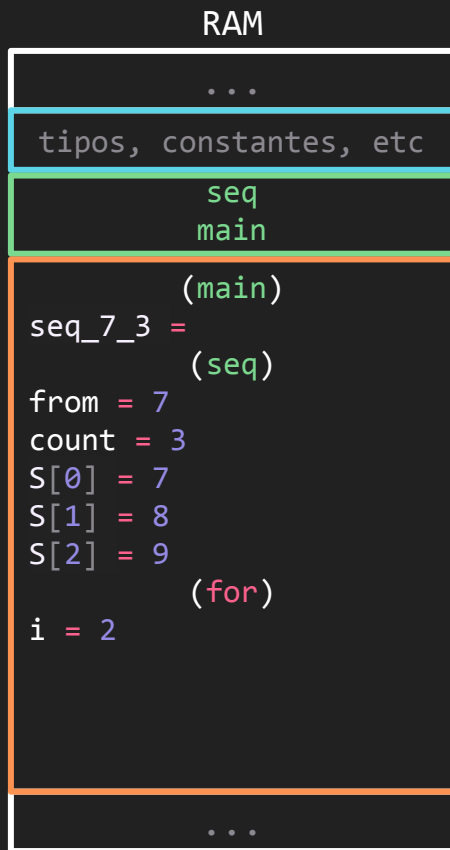 RAM
...
tipos, constantes, etc
seq
main
(main)
seq_7_3 =
(seq)
from = 7
count = 3
S[0] = 7
S[1] = 8
S[2] = 9
(for)
i = 2
...